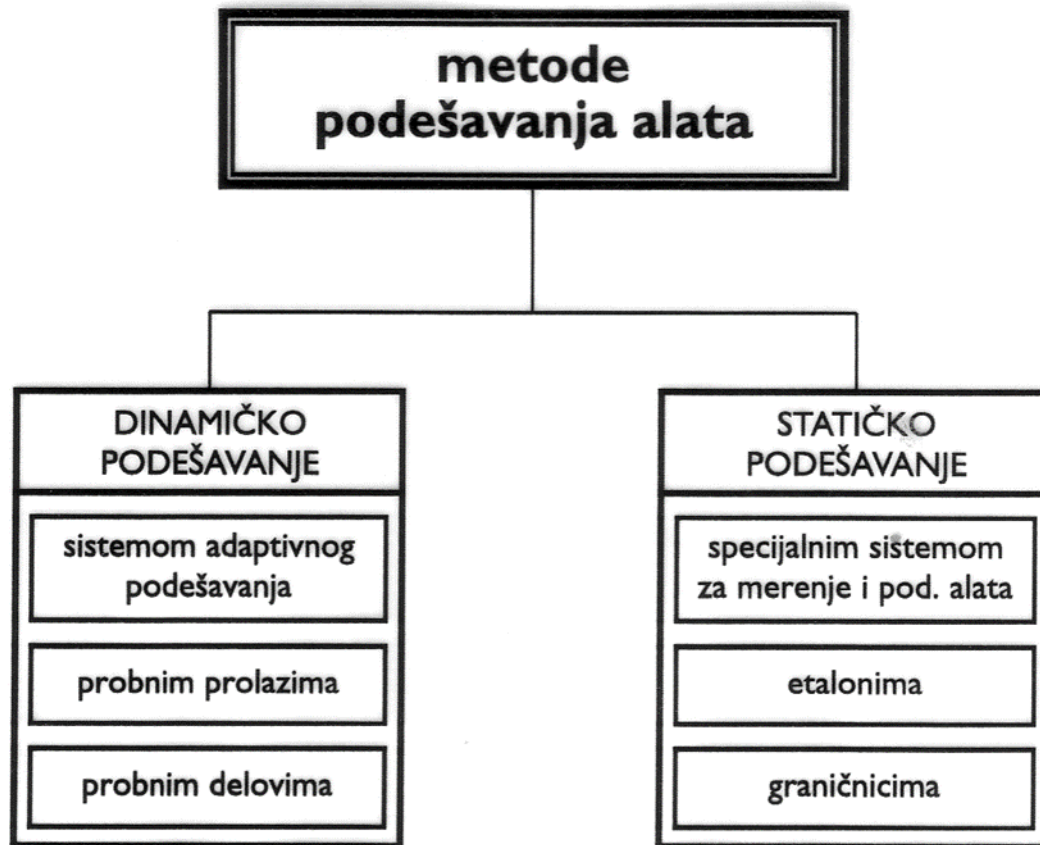 metode
podešavanja alata
DINAMIČKO
PODEŠAVANJE
sistemom adaptivnog
podešavanja
probnim prolazima
probnim delovima
STATIČKO
PODEŠAVANJE
specijalnim sistemom
za merenje i pod. alata
etalonima
graničnicima